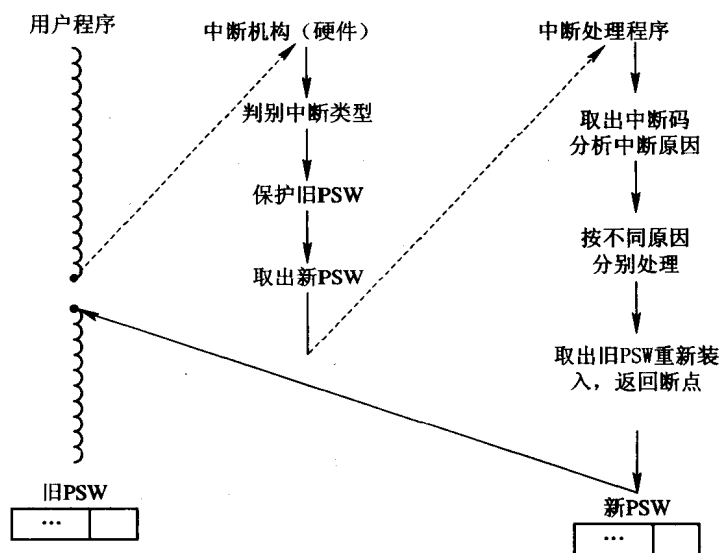 用户程序
中断机构（硬件）
中断处理程序
判别中断类型
保护旧PSW
取出新PSW
取出中断码
分析中断原因
按不同原因
分别处理
取出旧PSW重新装
入，返回断点
旧PSW
...
新PSW
...